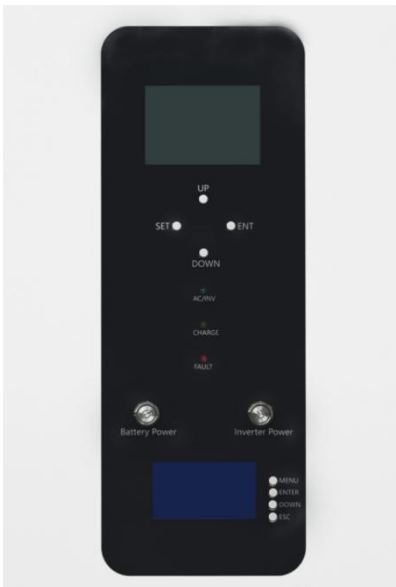 UP
SET ENT
DOWN
AC/INV
CHARGE
FAULT
Battery Power Inverter Power
MENU
ENTER
DOWN
ESC